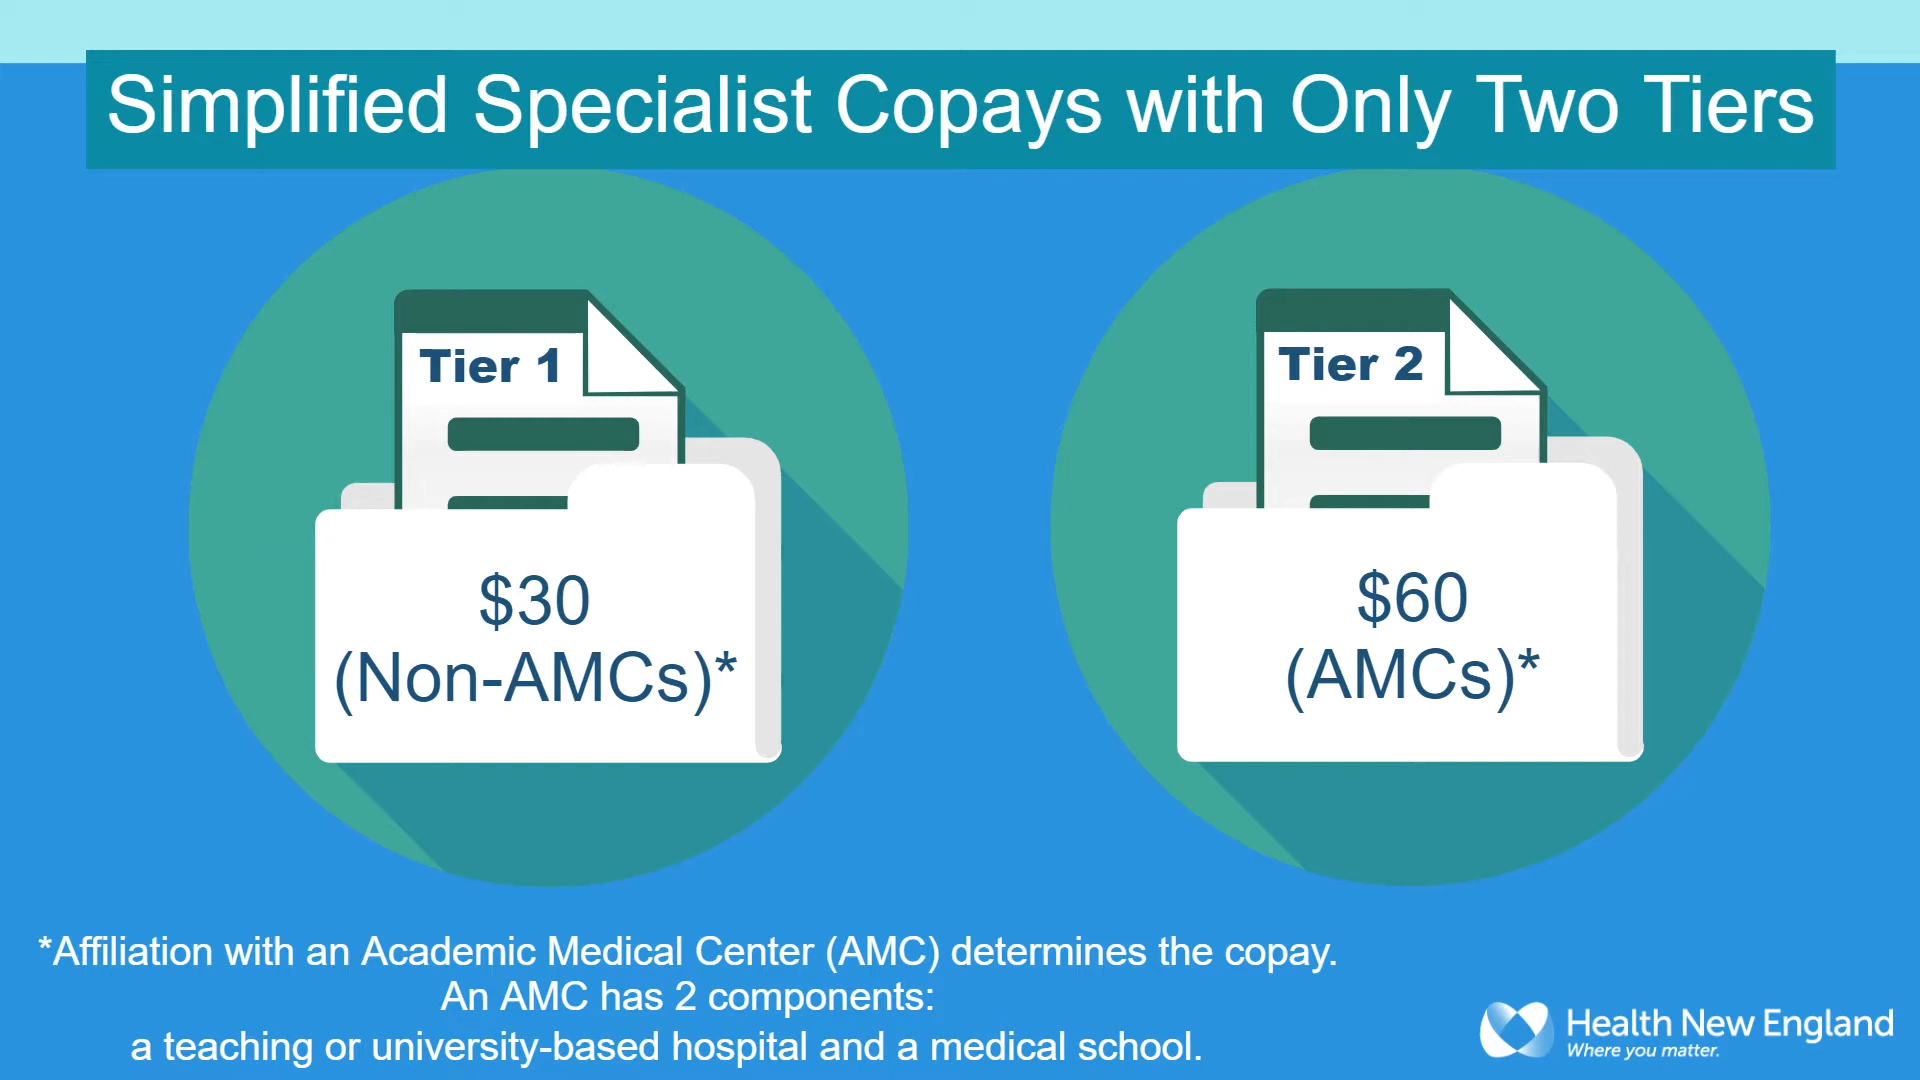 Simplified Specialist Copays with Only Two Tiers
Tier 1
$30
(Non-AMCs)*
Tier 2
$60
(AMCs)*
*Affiliation with an Academic Medical Center (AMC) determines the copay.
An AMC has 2 components:
a teaching or university-based hospital and a medical school.
Health New England
Where you matter.